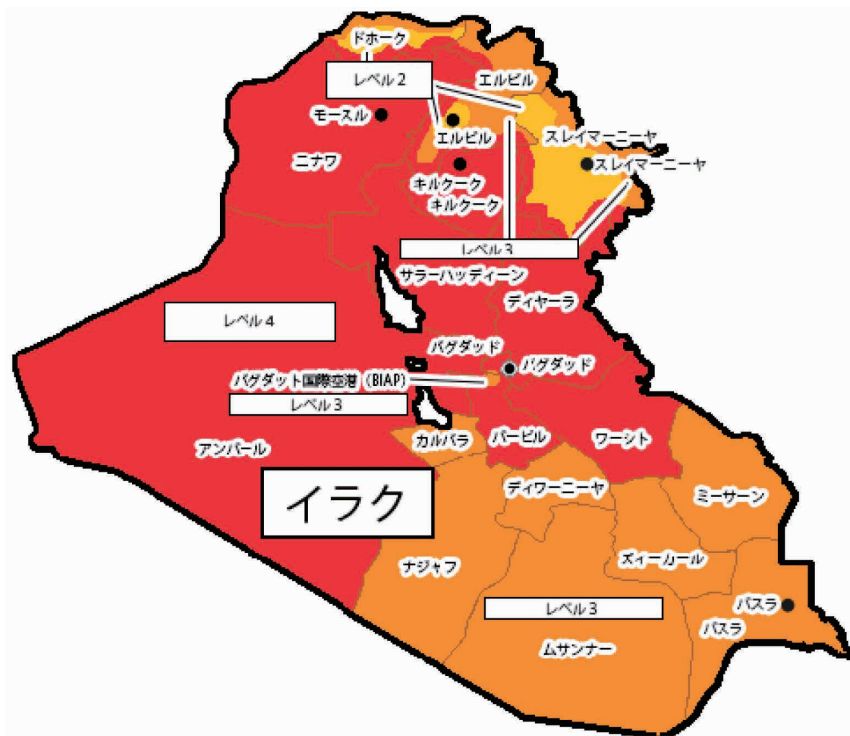 ドホーク
レベル２
エルビル
モースル
エルビル
スレイマーニーヤ
スレイマーニーヤ
ニナワ
キルクーク
キルクーク
レベル３
サラーハッディーン
ディヤーラ
レベル４
バグダッド
バグダッド
バグダット国際空港（BIAP）
レベル３
カルバラ
バービル
ワーシト
アンバール
イラク
ディワーニーヤ
ミーサーン
ナジャフ
ズィーカール
レベル３
バスラ
バスラ
ムサンナー